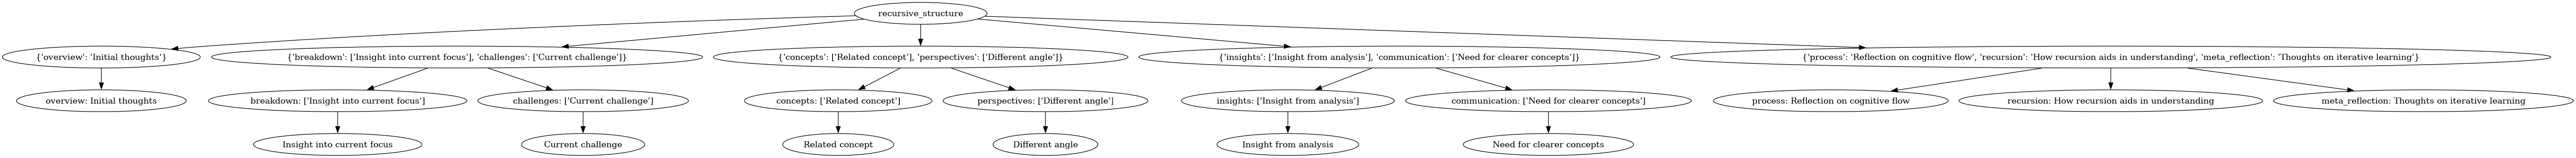 recursive_structure
{'overview': 'Initial thoughts'}
{'breakdown': ['Insight into current focus'], 'challenges': ['Current challenge']}
{'concepts': ['Related concept'], 'perspectives': ['Different angle']}
{'insights': ['Insight from analysis'], 'communication': ['Need for clearer concepts']}
{'process': 'Reflection on cognitive flow', 'recursion': 'How recursion aids in understanding', 'meta_reflection': 'Thoughts on iterative learning'}
overview: Initial thoughts
breakdown: ['Insight into current focus']
challenges: ['Current challenge']
concepts: ['Related concept']
perspectives: ['Different angle']
insights: ['Insight from analysis']
communication: ['Need for clearer concepts']
process: Reflection on cognitive flow
recursion: How recursion aids in understanding
meta_reflection: Thoughts on iterative learning
Insight into current focus
Current challenge
Related concept
Different angle
Insight from analysis
Need for clearer concepts